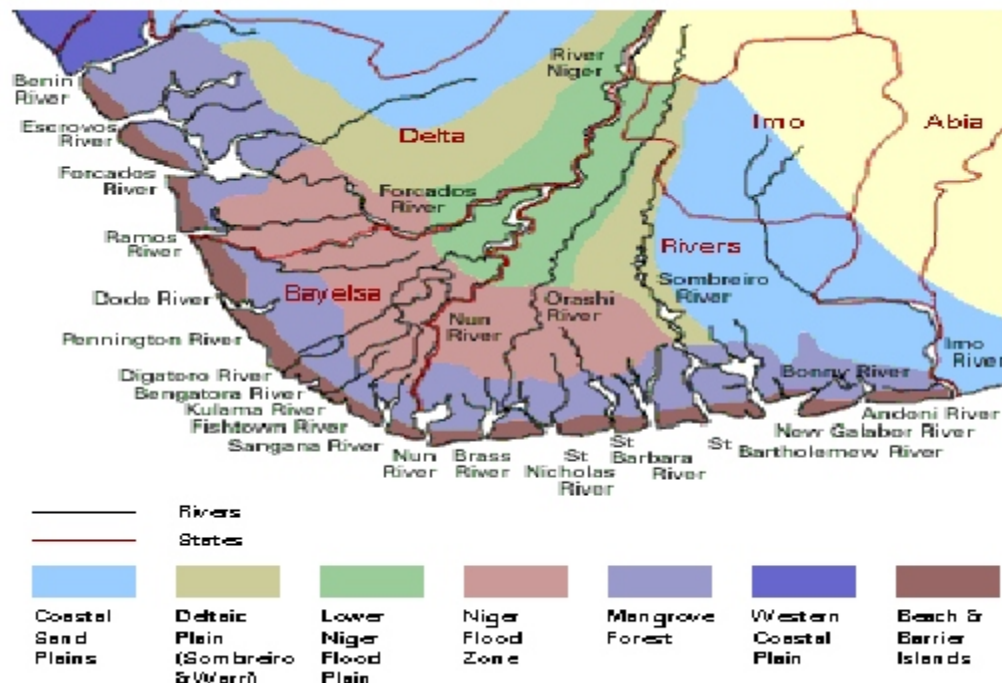 River
Niger
Benin
River
Escrovos
River
Delta
Imo
Abia
Forcados
River
Forcados
River
Ramos
River
Rivers
Sombreiro
River
Bayelsa
Dodo River
Orashi
River
Nun
River
Pennington River
Imo
River
Digatoro River
Bonny River
Bengatora River
Kulama River
Andoni River
Fishtown River
New Galabor River
Sangana River
St
Bartholemew River
Nun
River
Brass
River
St
Nicholas
River
St
Barbara
River
Rivers
States
Coastal
Sand
Plains
Deltaic
Plain
(Sombreiro
& Warri)
Lower
Niger
Flood
Plain
Niger
Flood
Zone
Mangrove
Forest
Western
Coastal
Plain
Beach &
Barrier
Islands